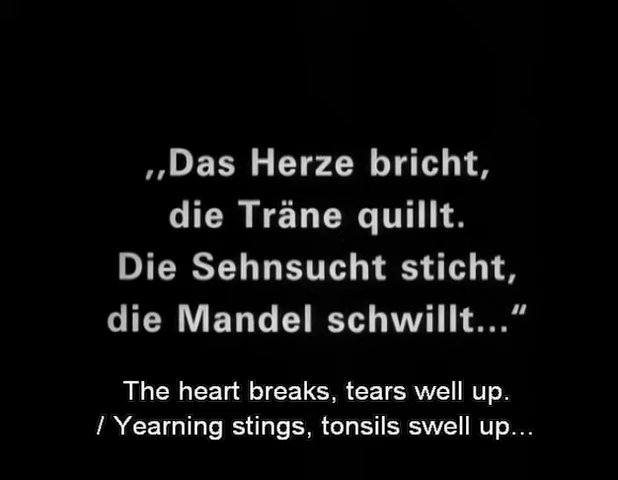 ,,Das Herze bricht,
die Träne quillt.
Die Sehnsucht sticht,
die Mandel schwillt...“
The heart breaks, tears well up.
/ Yearning stings, tonsils swell up...